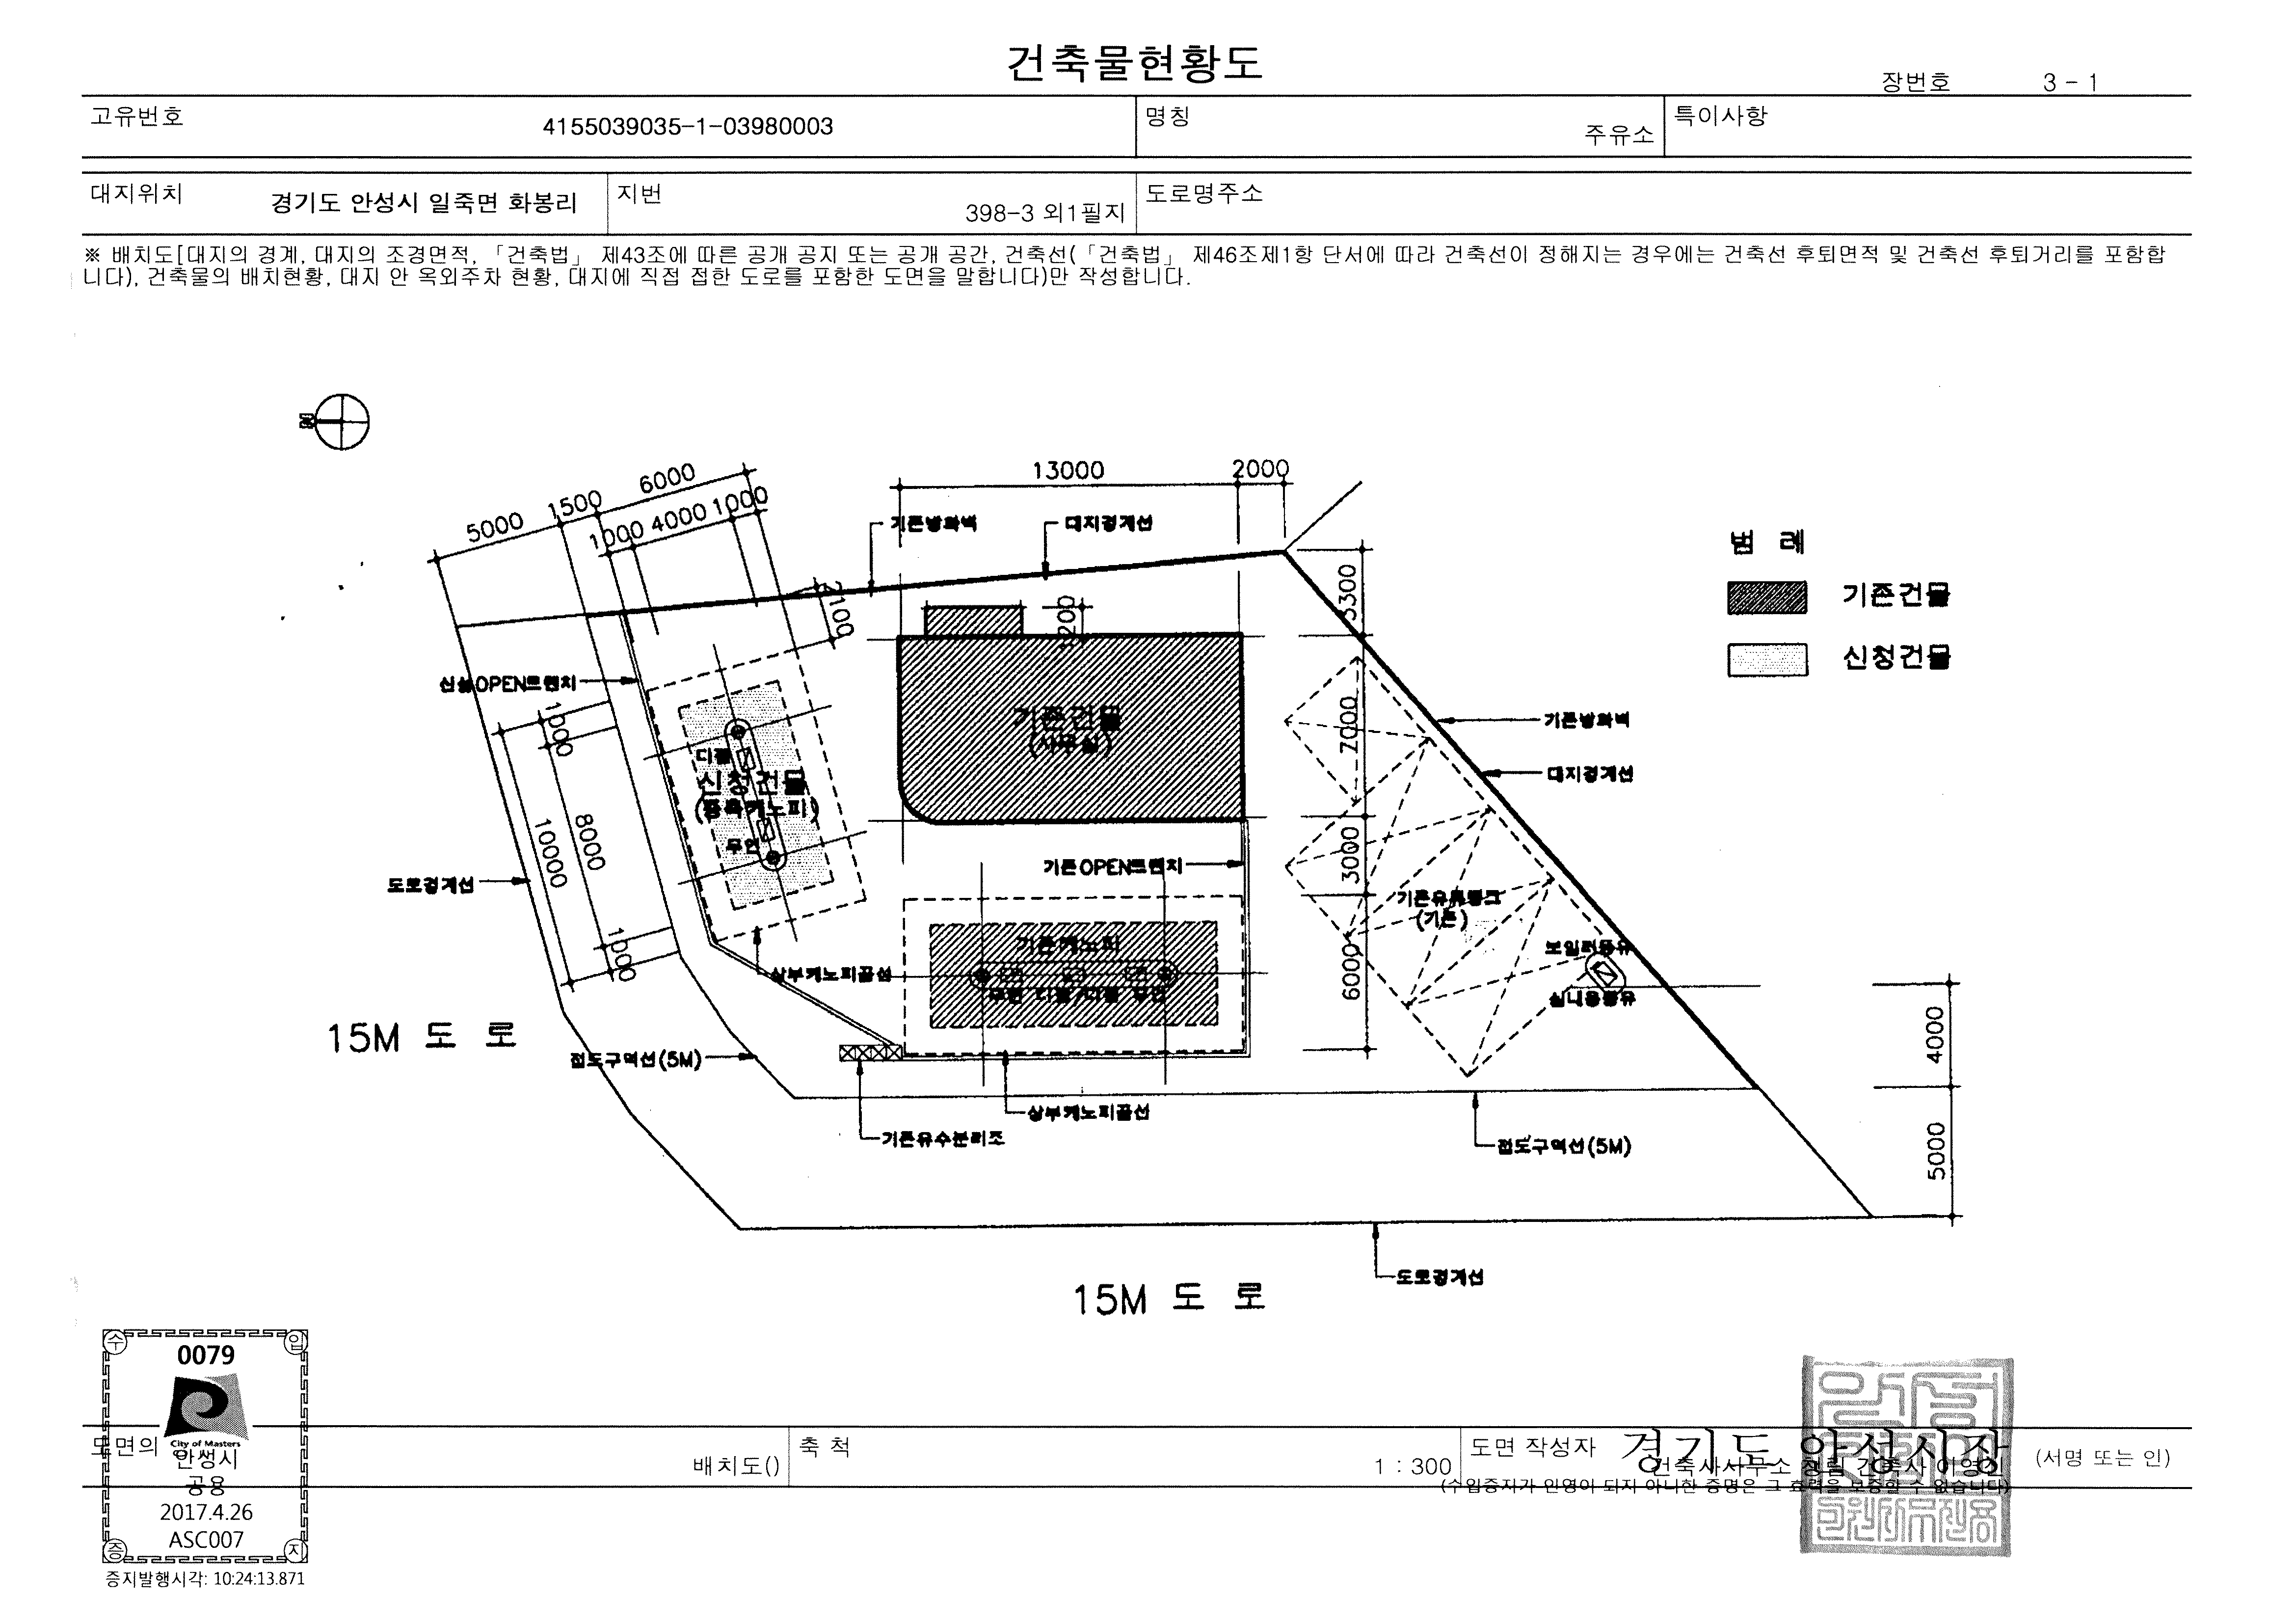 건축물현황도
장번호 3 - 1
고유번호 4155039035-1-03980003 명칭 주유소 특이사항
대지위치 경기도 안성시 일죽면 화봉리 지번 398-3 외1필지 도로명주소
※ 배치도[대지의 경계, 대지의 조경면적, 「건축법」 제43조에 따른 공개 공지 또는 공개 공간, 건축선(「건축법」 제46조제1항 단서에 따라 건축선이 정해지는 경우에는 건축선 후퇴면적 및 건축선 후퇴거리를 포함합
니다), 건축물의 배치현황, 대지 안 옥외주차 현황, 대지에 직접 접한 도로를 포함한 도면을 말합니다)만 작성합니다.
5000 1500 6000
1000 4000 1000
13000 2000
기존방화벽
대지경계선
2100
1200
3300
범 례
기존건물
신청건물
신설OPEN트렌치
1000
8000
10000
1000
기존건물
(사무실)
7200
기존방화벽
대지경계선
디젤
신청건물
(증축케노피)
무연
도로경계선
기존OPEN트렌치
3000
기존유류탱크
(기존)
보일러등유
실내등유
기존케노피
무연 디젤 디젤 무연
6000
상부케노피끝선
15M 도 로
접도구역선(5M)
상부케노피끝선
기존유수분리조
접도구역선(5M)
4000
5000
도로경계선
15M 도 로
수 입
0079
City of Masters
안성시
공용
2017.4.26
ASC007
증 지
증지발행시각: 10:24:13.871
도면의
배치도()
축 척 1 : 300
도면 작성자
경기도 안성시장
(서명 또는 인)
(수입증지가 인영이 되지 아니한 증명은 그 효력을 보증할 수 없습니다)